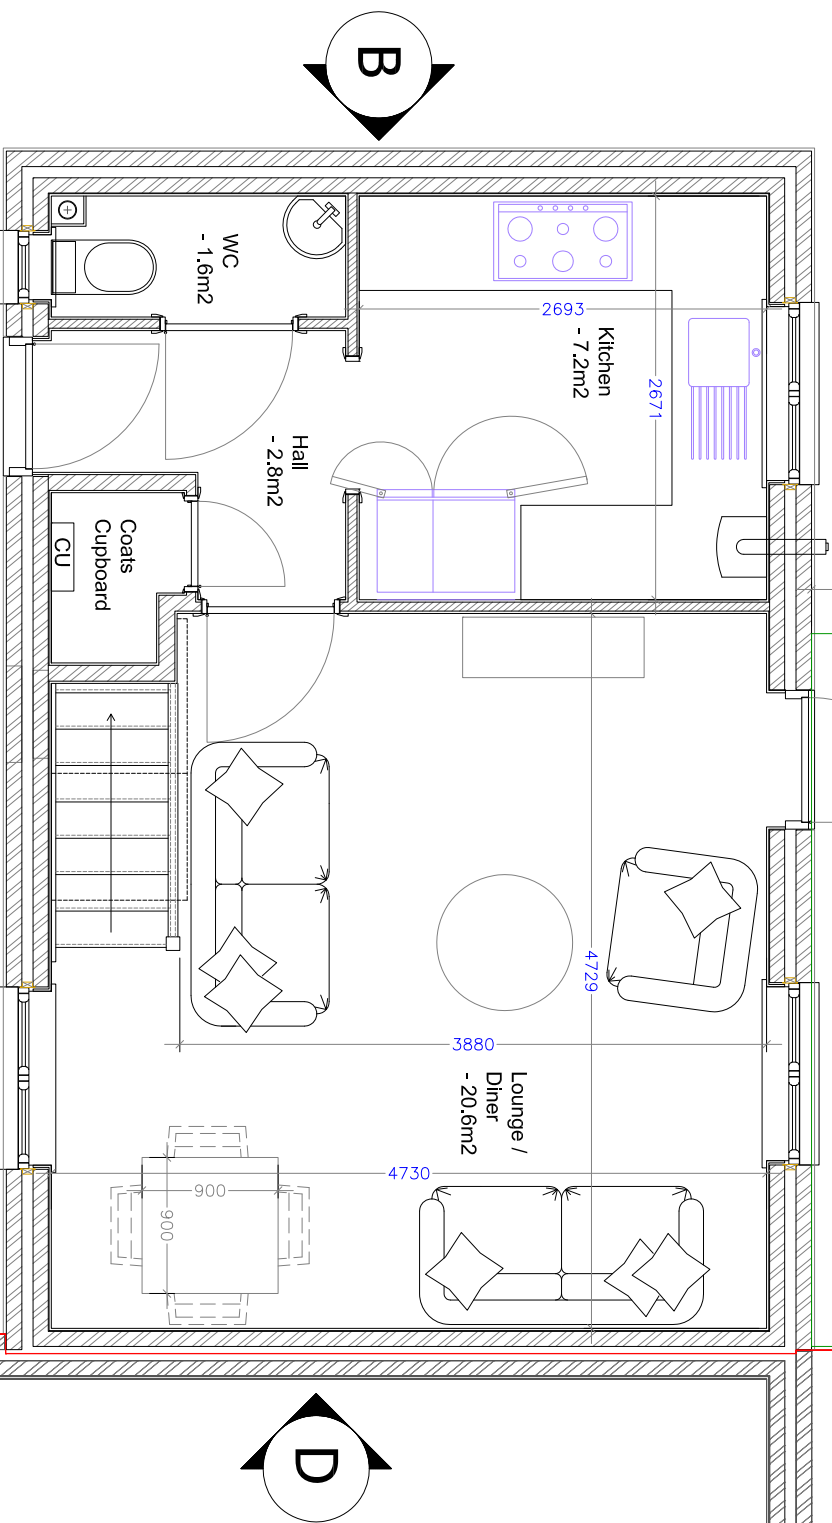 B
WC
- 1.6m2
Kitchen
- 7.2m2
2693
2671
Hall
- 2.8m2
Coats
Cupboard
CU
4729
3880
Lounge /
Diner
- 20.6m2
4730
900
900
D